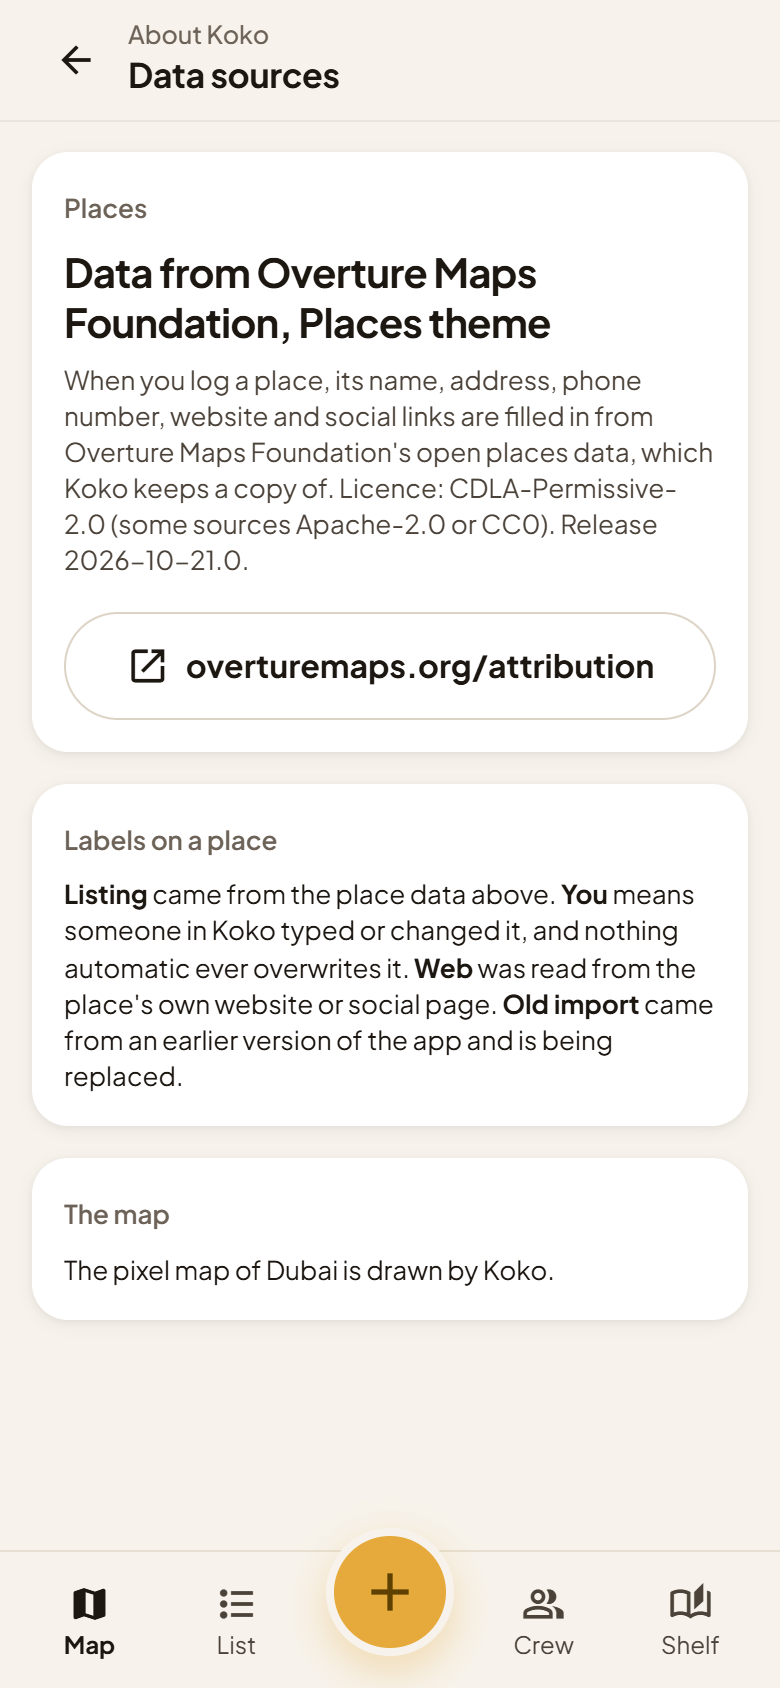 About Koko
Data sources
Places
Data from Overture Maps
Foundation, Places theme
When you log a place, its name, address, phone
number, website and social links are filled in from
Overture Maps Foundation's open places data, which
Koko keeps a copy of. Licence: CDLA-Permissive-
2.0 (some sources Apache-2.0 or CC0). Release
2026-10-21.0.
overturemaps.org/attribution
Labels on a place
Listing came from the place data above. You means
someone in Koko typed or changed it, and nothing
automatic ever overwrites it. Web was read from the
place's own website or social page. Old import came
from an earlier version of the app and is being
replaced.
The map
The pixel map of Dubai is drawn by Koko.
Map
List
Crew
Shelf